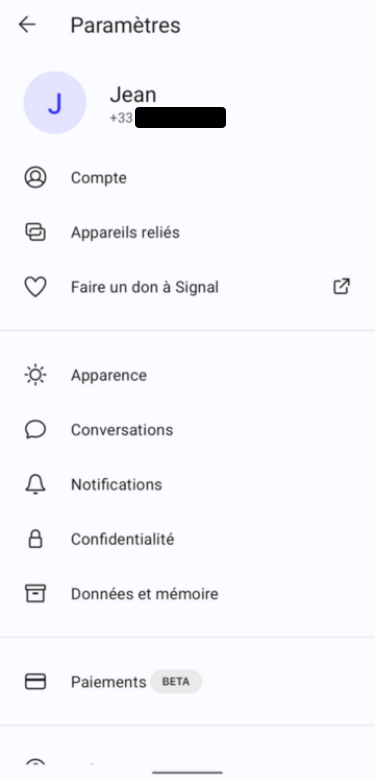 Paramètres
J
Jean
+33
Compte
Appareils reliés
Faire un don à Signal
Apparence
Conversations
Notifications
Confidentialité
Données et mémoire
Paiements BETA